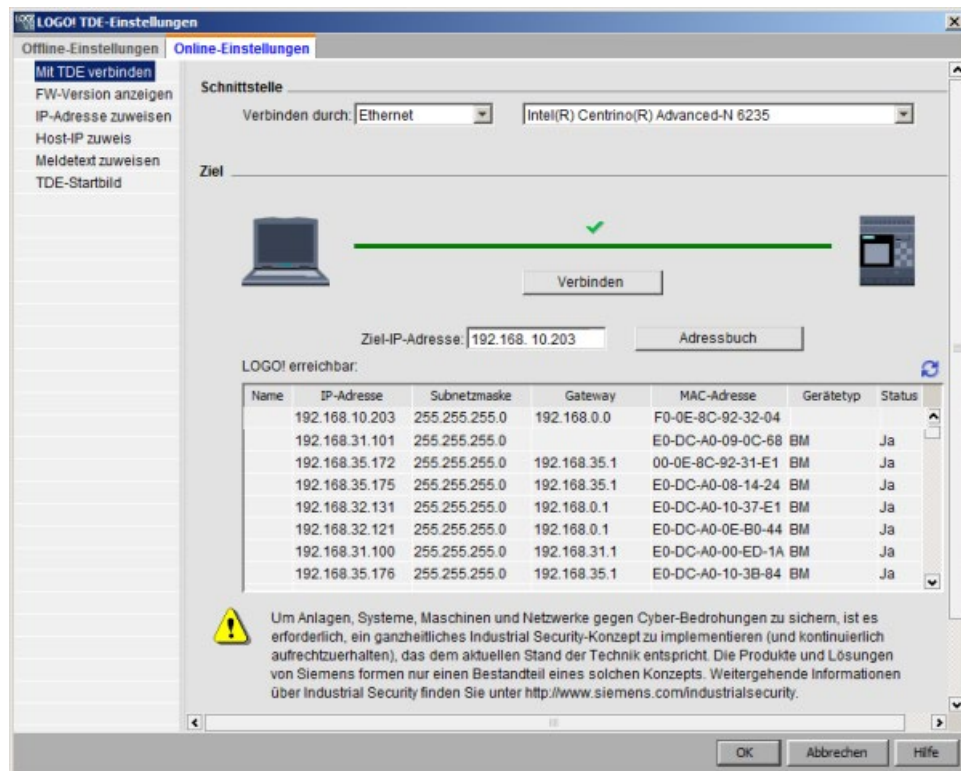 LOGO! TDE-Einstellungen
Offline-Einstellungen Online-Einstellungen
Mit TDE verbinden
FW-Version anzeigen
IP-Adresse zuweisen
Host-IP zuweis
Meldetext zuweisen
TDE-Startbild
Schnittstelle
Verbinden durch: Ethernet Intel(R) Centrino(R) Advanced-N 6235
Ziel
Verbinden
Ziel-IP-Adresse: 192.168. 10.203 Adressbuch
LOGO! erreichbar:
Name IP-Adresse Subnetzmaske Gateway MAC-Adresse Gerätetyp Status
192.168.10.203 255.255.255.0 192.168.0.0 F0-0E-8C-92-32-04
192.168.31.101 255.255.255.0 E0-DC-A0-09-0C-68 BM Ja
192.168.35.172 255.255.255.0 192.168.35.1 00-0E-8C-92-31-E1 BM Ja
192.168.35.175 255.255.255.0 192.168.35.1 E0-DC-A0-08-14-24 BM Ja
192.168.32.131 255.255.255.0 192.168.0.1 E0-DC-A0-10-37-E1 BM Ja
192.168.32.121 255.255.255.0 192.168.0.1 E0-DC-A0-0E-B0-44 BM Ja
192.168.31.100 255.255.255.0 192.168.31.1 E0-DC-A0-00-ED-1A BM Ja
192.168.35.176 255.255.255.0 192.168.35.1 E0-DC-A0-10-3B-84 BM Ja
Um Anlagen, Systeme, Maschinen und Netzwerke gegen Cyber-Bedrohungen zu sichern, ist es
erforderlich, ein ganzheitliches Industrial Security-Konzept zu implementieren (und kontinuierlich
aufrechtzuerhalten), das dem aktuellen Stand der Technik entspricht. Die Produkte und Lösungen
von Siemens formen nur einen Bestandteil eines solchen Konzepts. Weitergehende Informationen
über Industrial Security finden Sie unter http://www.siemens.com/industrialsecurity.
OK Abbrechen Hilfe